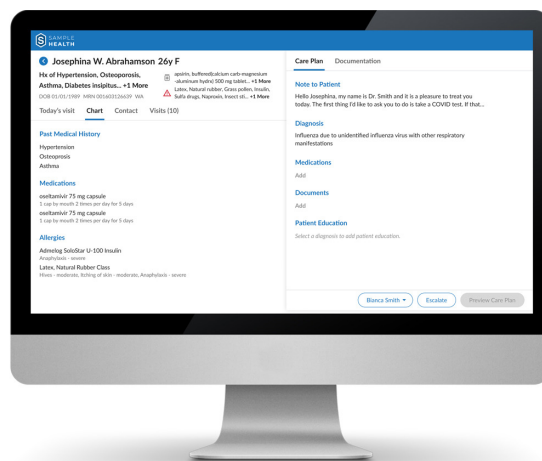 SAMPLE
HEALTH
Josephina W. Abrahamson 26y F
Hx of Hypertension, Osteoporosis,
Asthma, Diabetes insipitus... +1 More
DOB 01/01/1989 MRN 001603126639 WA
apsirin, buffered(calcium carb-magnesium
-aluminum hydrx) 500 mg tablet... +1 More
Latex, Natural rubber, Grass pollen, Insulin,
Sulfa drugs, Naproxin, Insect sti... +1 More
Today's visit Chart Contact Visits (10)
Past Medical History
Hypertension
Osteoprosis
Asthma
Medications
oseltamivir 75 mg capsule
1 cap by mouth 2 times per day for 5 days
oseltamivir 75 mg capsule
1 cap by mouth 2 times per day for 5 days
Allergies
Admelog SoloStar U-100 Insulin
Anaphylaxis - severe
Latex, Natural Rubber Class
Hives - moderate, Itching of skin - moderate, Anaphylaxis - severe
Care Plan Documentation
Note to Patient
Hello Josephina, my name is Dr. Smith and it is a pleasure to treat you
today. The first thing I'd like to ask you to do is take a COVID test. If that...
Diagnosis
Influenza due to unidentified influenza virus with other respiratory
manifestations
Medications
Add
Documents
Add
Patient Education
Select a diagnosis to add patient education.
Bianca Smith Escalate Preview Care Plan